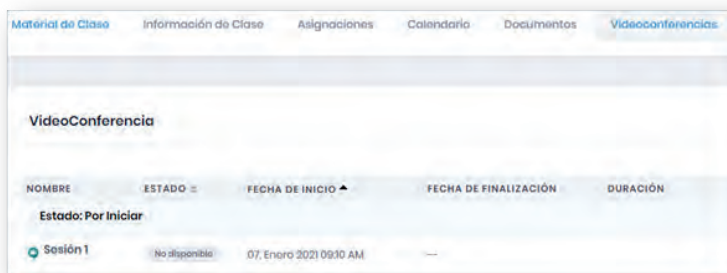 Material de Clase Información de Clase Asignaciones Calendario Documentos Videoconferencias
VideoConferencia
NOMBRE ESTADO FECHA DE INICIO FECHA DE FINALIZACIÓN DURACIÓN
Estado: Por Iniciar
Sesión 1 No disponible 07, Enero 2021 09:10 AM ---